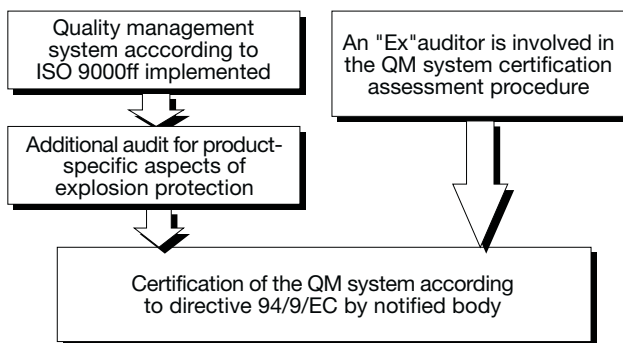 Quality management
system acccording to
ISO 9000ff implemented
An "Ex"auditor is involved in
the QM system certification
assessment procedure
Additional audit for product-
specific aspects of
explosion protection
Certification of the QM system according
to directive 94/9/EC by notified body